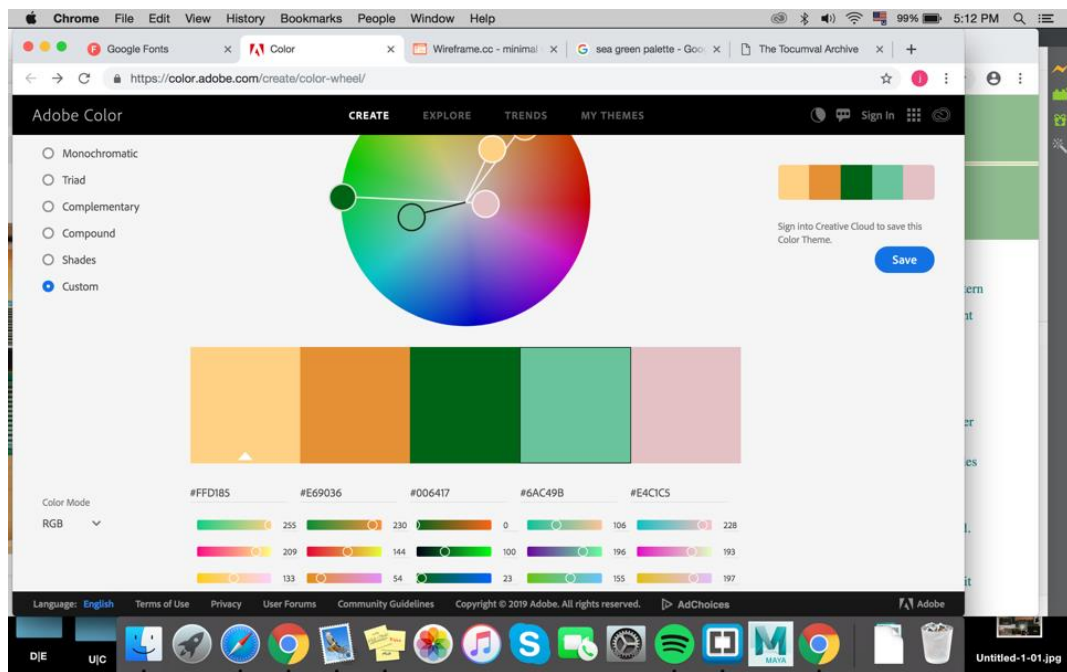 Chrome File Edit View History Bookmarks People Window Help 99% 5:12 PM
Google Fonts Color Wireframe.cc - minimal sea green palette - Goo The Tocumval Archive
https://color.adobe.com/create/color-wheel/
Adobe Color CREATE EXPLORE TRENDS MY THEMES Sign In
Monochromatic
Triad
Complementary
Compound
Shades
Custom
Sign into Creative Cloud to save this
Color Theme.
Save
tern
nt
er
es
it
#FFD185 #E69036 #006417 #6AC49B #E4C1C5
Color Mode
RGB
255 230 0 106 228
209 144 100 196 193
133 54 23 155 197
Language: English Terms of Use Privacy User Forums Community Guidelines Copyright © 2019 Adobe. All rights reserved. AdChoices Adobe
D|E U|C MAYA Untitled-1-01.jpg